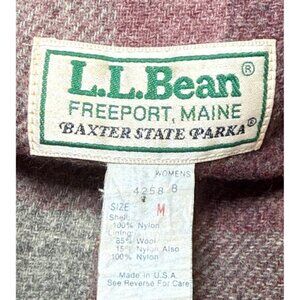 L.L.Bean®
FREEPORT, MAINE
BAXTER STATE PARKA®
WOMENS
4258 8
SIZE M
Shell
100% Nylon
Lining
85% Wool
15% Nylon Also
100% Nylon
Made in U.S.A.
See Reverse For Care